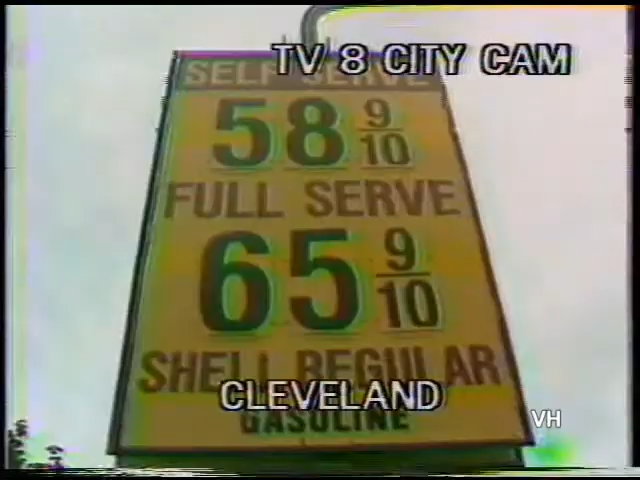 TV 8 CITY CAM
SELF SERVE
58 9/10
FULL SERVE
65 9/10
SHELL REGULAR
CLEVELAND
GASOLINE
VH